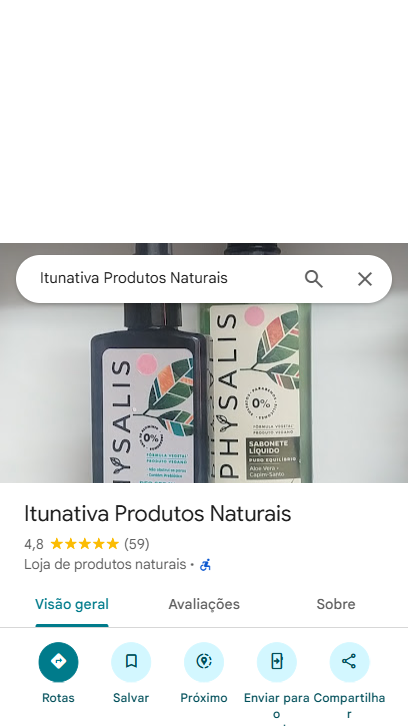 Itunativa Produtos Naturais
PHYSALIS
0%
FÓRMULA VEGETAL
PRODUTO VEGANO
PHYSALIS
0%
FÓRMULA VEGETAL
PRODUTO VEGANO
SABONETE
LÍQUIDO
PURO EQUILÍBRIO
Aloe Vera +
Capim-Santo
Itunativa Produtos Naturais
4,8 (59)
Loja de produtos naturais ·
Visão geral Avaliações Sobre
Rotas Salvar Próximo Enviar para Compartilha
o r